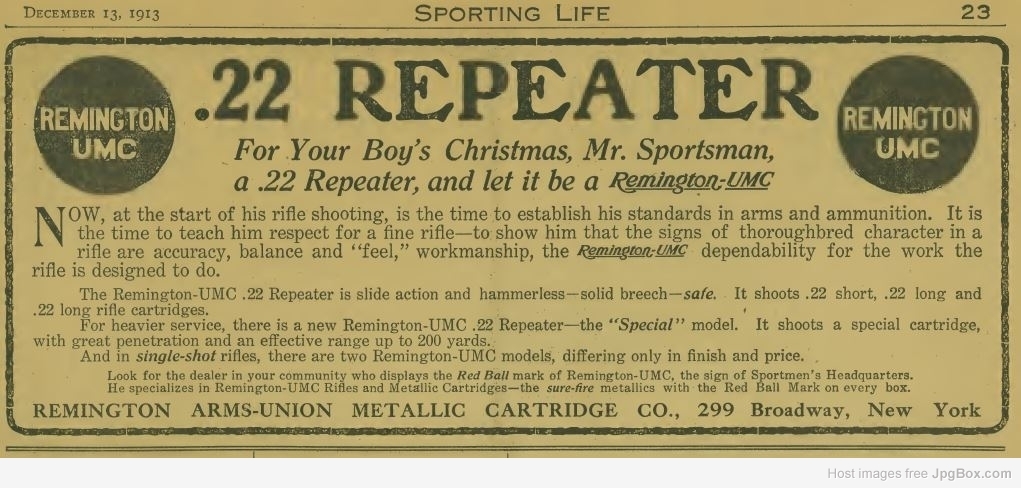 DECEMBER 13, 1913 SPORTING LIFE 23
REMINGTON
UMC
.22 REPEATER
REMINGTON
UMC
For Your Boy's Christmas, Mr. Sportsman,
a .22 Repeater, and let it be a Remington-UMC
NOW, at the start of his rifle shooting, is the time to establish his standards in arms and ammunition. It is
the time to teach him respect for a fine rifle—to show him that the signs of thoroughbred character in a
rifle are accuracy, balance and "feel," workmanship, the Remington-UMC dependability for the work the
rifle is designed to do.
The Remington-UMC .22 Repeater is slide action and hammerless—solid breech—safe. It shoots .22 short, .22 long and
.22 long rifle cartridges.
For heavier service, there is a new Remington-UMC .22 Repeater—the "Special" model. It shoots a special cartridge,
with great penetration and an effective range up to 200 yards.
And in single-shot rifles, there are two Remington-UMC models, differing only in finish and price.
Look for the dealer in your community who displays the Red Ball mark of Remington-UMC, the sign of Sportmen's Headquarters.
He specializes in Remington-UMC Rifles and Metallic Cartridges—the sure-fire metallics with the Red Ball Mark on every box.
REMINGTON ARMS-UNION METALLIC CARTRIDGE CO., 299 Broadway, New York
Host images free JpgBox.com